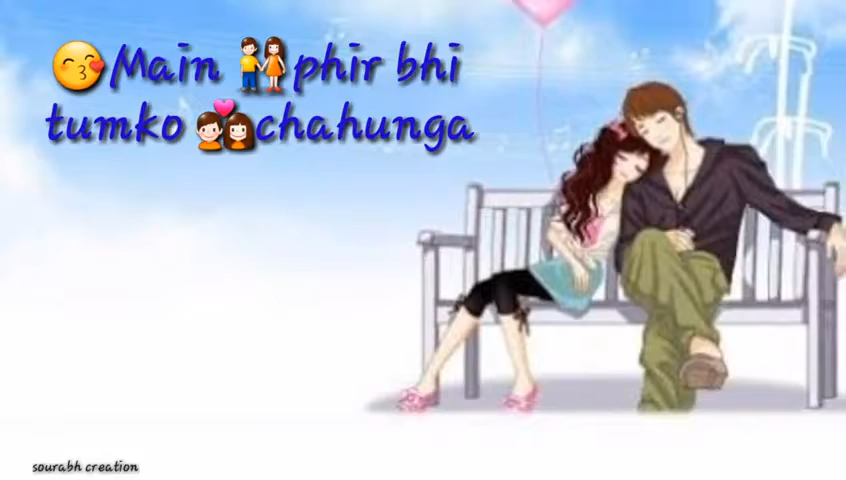 😙Main 👫phir bhi
tumko 💑chahunga
sourabh creation